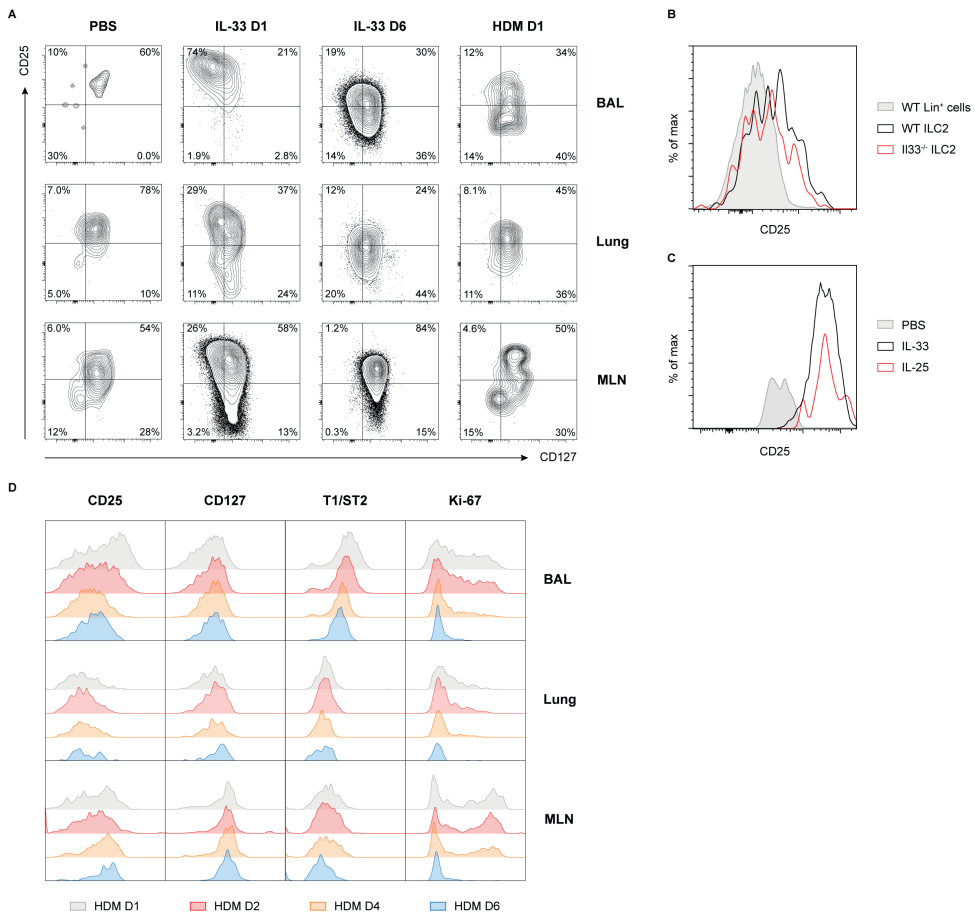 A
PBS
IL-33 D1
IL-33 D6
HDM D1
CD25
10% 60%
30% 0.0%
74% 21%
1.9% 2.8%
19% 30%
14% 36%
12% 34%
14% 40%
BAL
7.0% 78%
5.0% 10%
29% 37%
11% 24%
12% 24%
20% 44%
8.1% 45%
11% 36%
Lung
6.0% 54%
12% 28%
26% 58%
3.2% 13%
1.2% 84%
0.3% 15%
4.6% 50%
15% 30%
MLN
CD127
B
% of max
CD25
WT Lin⁺ cells
WT ILC2
Il33⁻/⁻ ILC2
C
% of max
CD25
PBS
IL-33
IL-25
D
CD25
CD127
T1/ST2
Ki-67
BAL
Lung
MLN
HDM D1
HDM D2
HDM D4
HDM D6